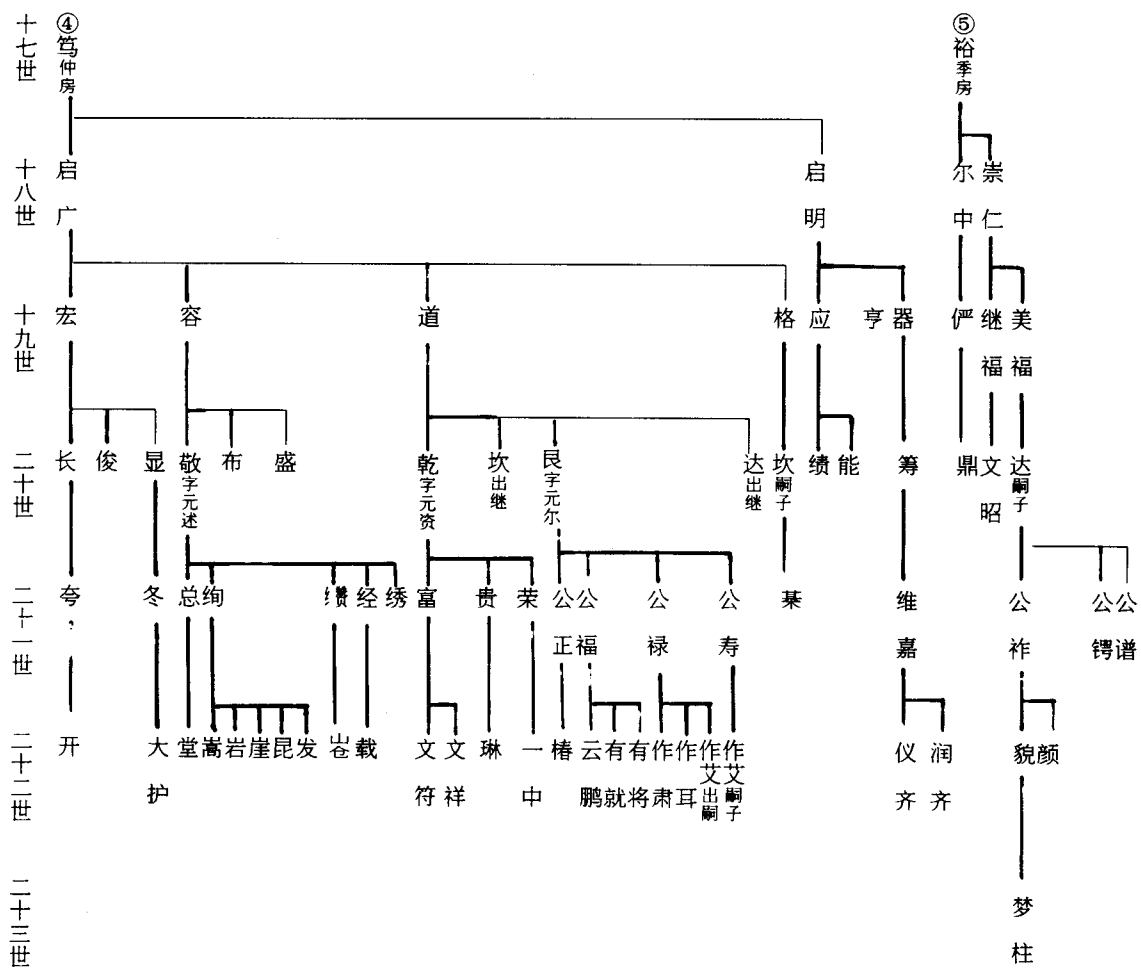 十七世 ④笃仲房 ⑤裕季房
十八世 启广 启明 尔中 崇仁
十九世 宏 容 道 格 应 亨 器 俨 继福 美福
二十世 长 俊 显 敬字元述 布 盛 乾字元资 坎出继 艮字元尔 达出继 坎嗣子 绩 能 筹 鼎 文昭 达嗣子
二十一世 夸 冬 总 绚 缵 经 绣 富 贵 荣 公正 公福 公禄 公寿 綦 维嘉 公祚 公锷 公谱
二十二世 开 大护 堂 嵩 岩 崖 昆 发 岩 载 文符 文祥 琳 一中 椿 云鹏 有就 有将 作肃 作耳 作艾出嗣 作艾嗣子 仪齐 润齐 貌 颜
二十三世 梦柱